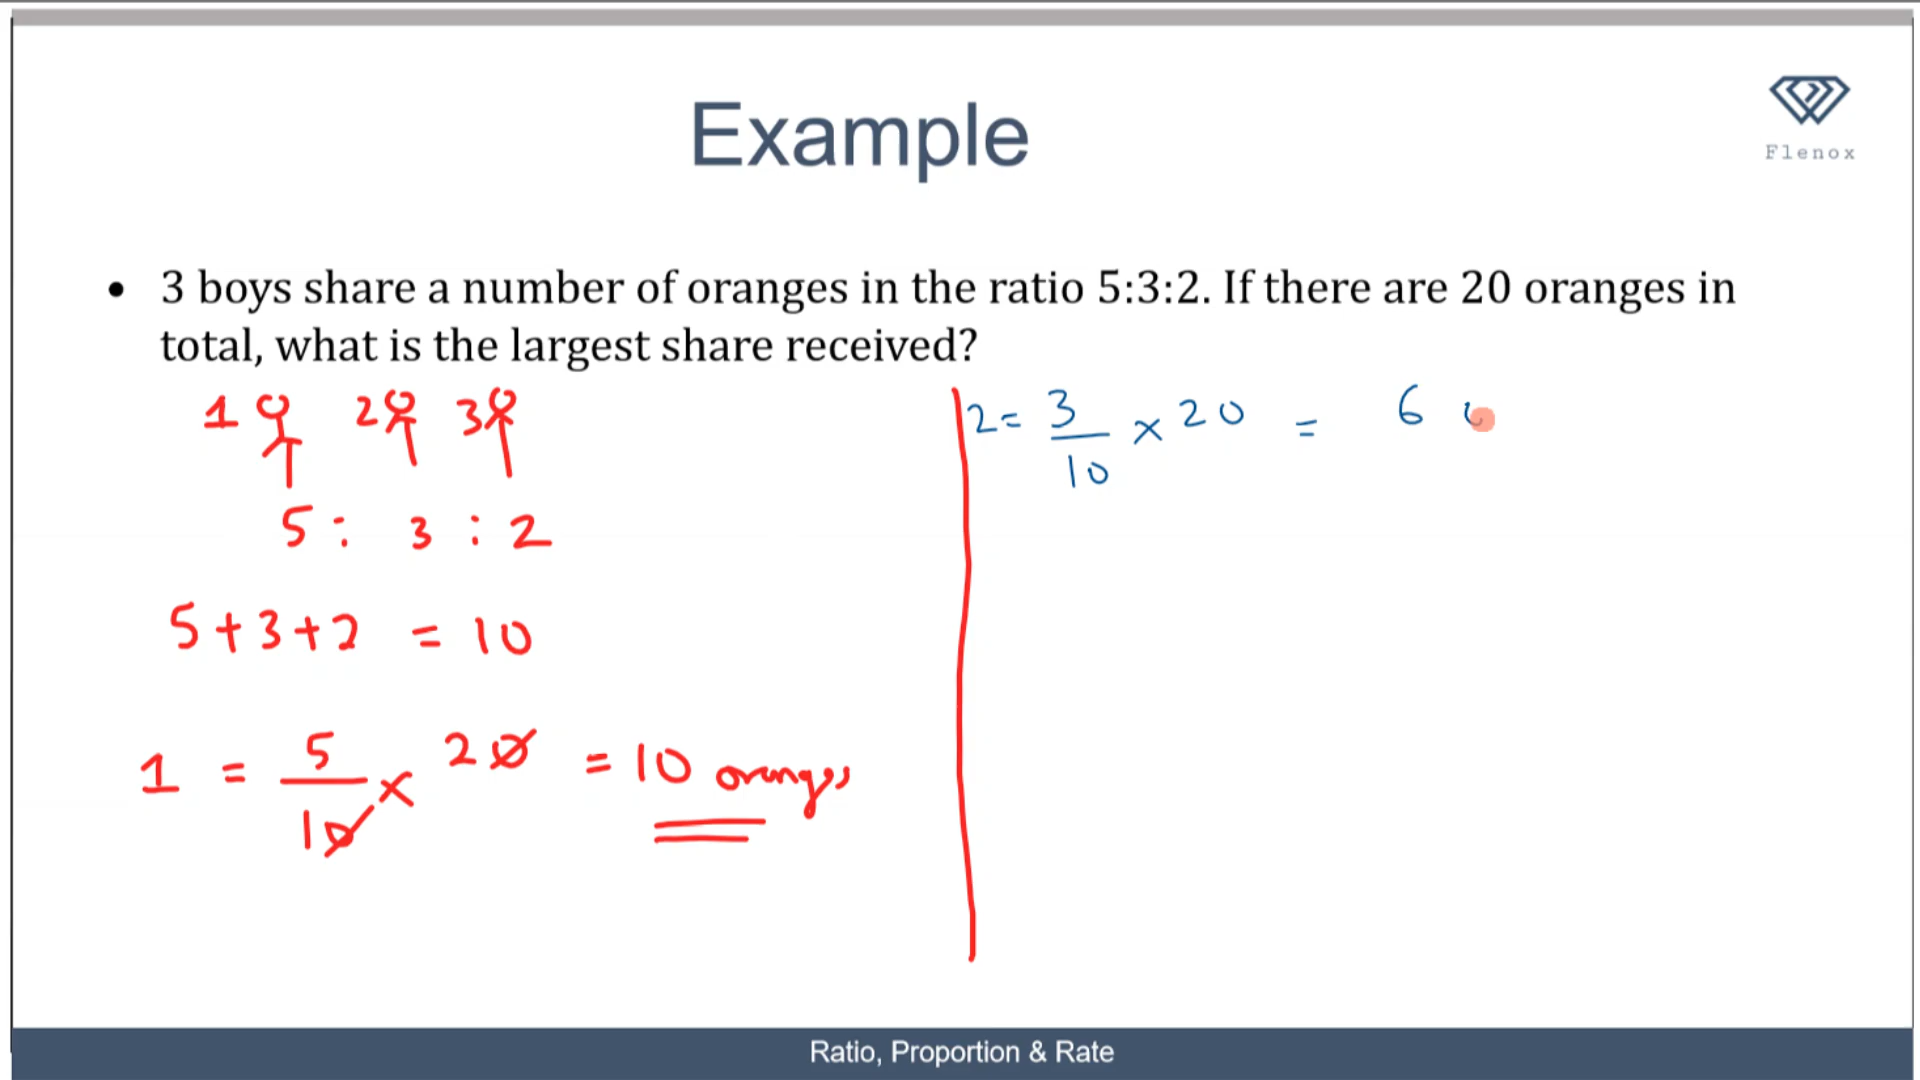 Example
Flenox
• 3 boys share a number of oranges in the ratio 5:3:2. If there are 20 oranges in
total, what is the largest share received?
1 2 3
5 : 3 : 2
5+3+2 = 10
1 = 5/10 × 20 = 10 oranges
2 = 3/10 × 20 = 6
Ratio, Proportion & Rate